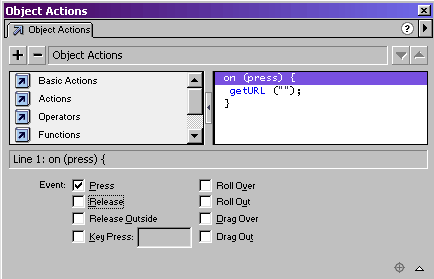 Object Actions
Object Actions
?
Object Actions
Basic Actions
Actions
Operators
Functions
on (press) {
getURL ("");
}
Line 1: on (press) {
Event: Press Roll Over
Release Roll Out
Release Outside Drag Over
Key Press: Drag Out